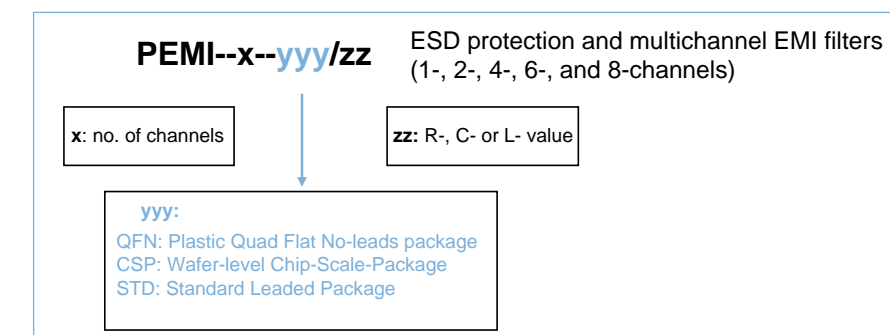 PEMI--x--yyy/zz
ESD protection and multichannel EMI filters
(1-, 2-, 4-, 6-, and 8-channels)
x: no. of channels
zz: R-, C- or L- value
yyy:
QFN: Plastic Quad Flat No-leads package
CSP: Wafer-level Chip-Scale-Package
STD: Standard Leaded Package